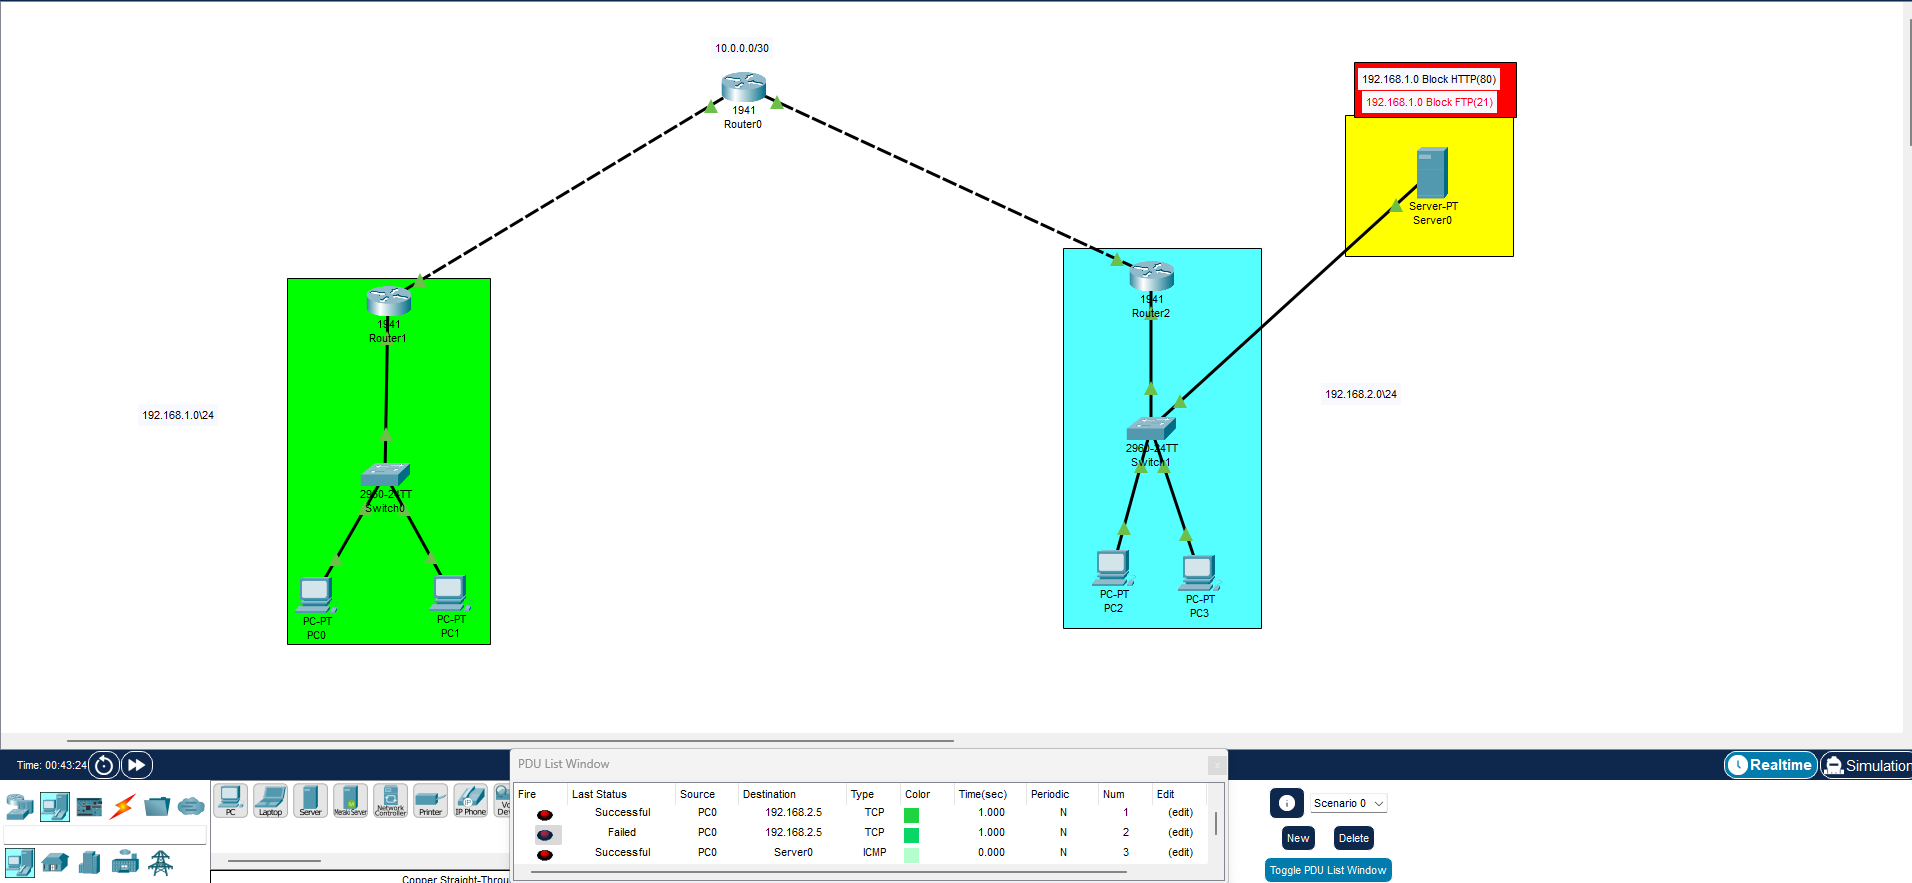 10.0.0.0/30
1941
Router0
192.168.1.0 Block HTTP(80)
192.168.1.0 Block FTP(21)
Server-PT
Server0
1941
Router2
1941
Router1
192.168.1.0\24
192.168.2.0\24
2960-24TT
Switch1
2960-24TT
Switch0
PC-PT
PC0
PC-PT
PC1
PC-PT
PC2
PC-PT
PC3
Time: 00:43:24
Realtime
Simulation
PC
Laptop
Server
Meraki Server
Network Controller
Printer
IP Phone
Copper Straight-Throu
PDU List Window
Fire Last Status Source Destination Type Color Time(sec) Periodic Num Edit
Successful PC0 192.168.2.5 TCP 1.000 N 1 (edit)
Failed PC0 192.168.2.5 TCP 1.000 N 2 (edit)
Successful PC0 Server0 ICMP 0.000 N 3 (edit)
Scenario 0
New
Delete
Toggle PDU List Window